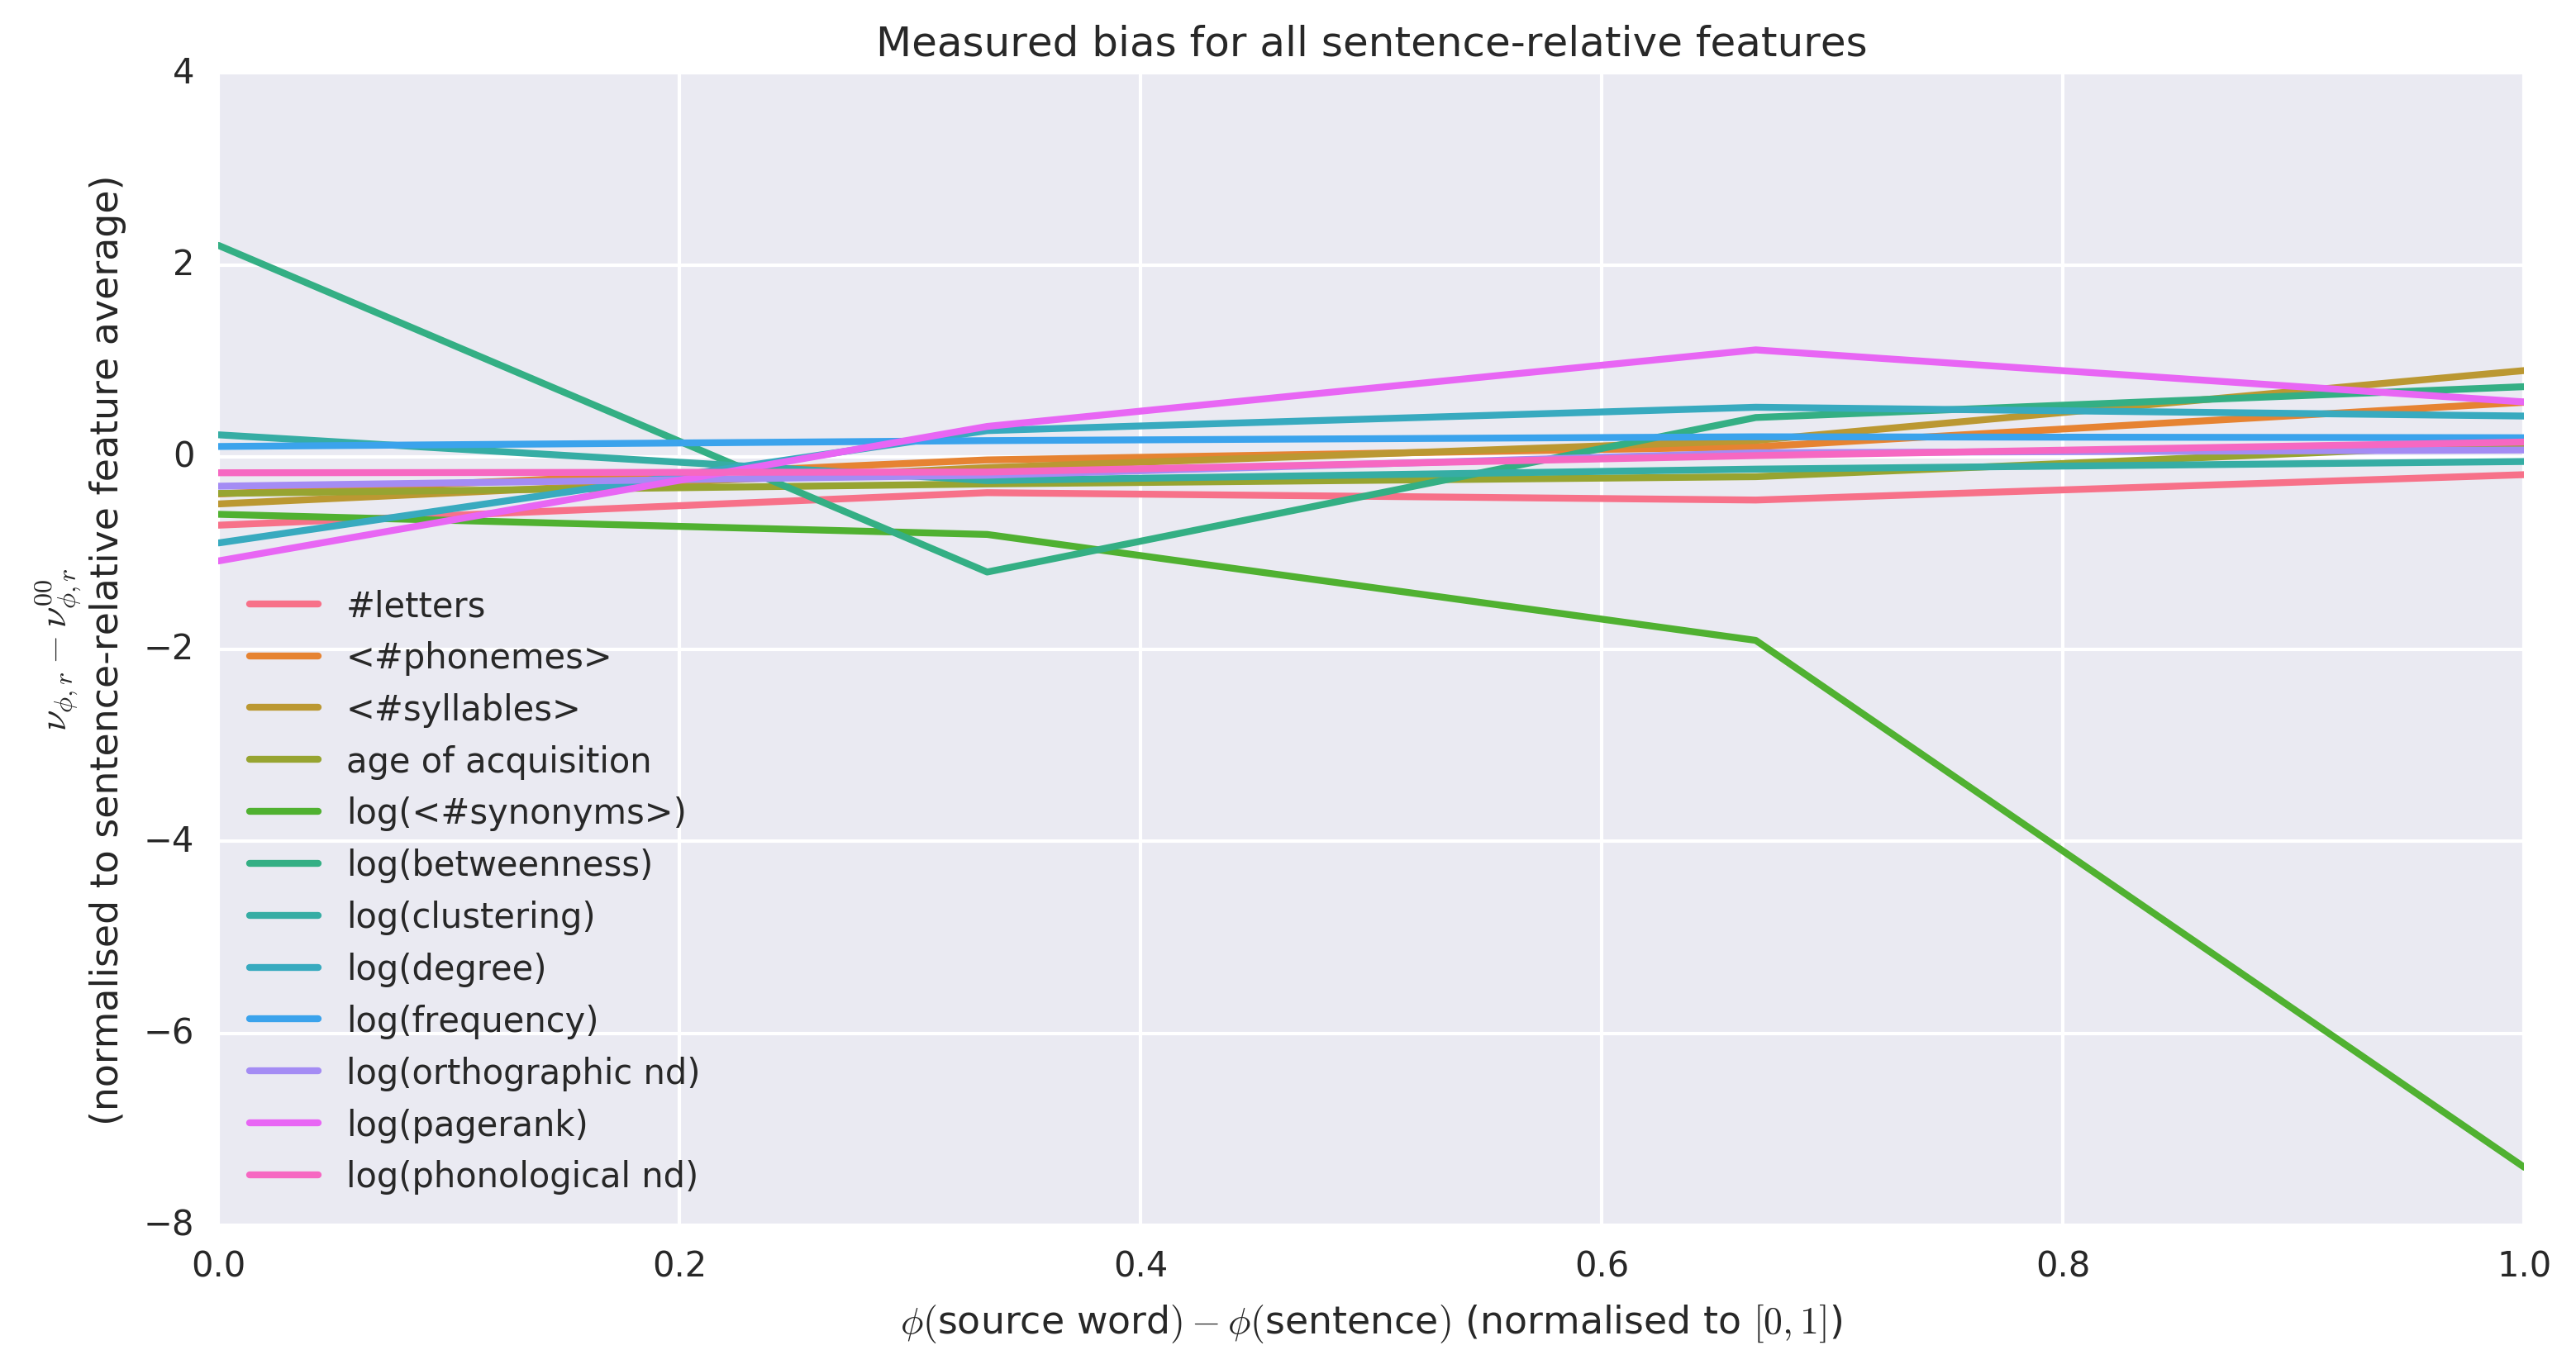 Measured bias for all sentence-relative features
4
2
0
−2
−4
−6
−8
ν_{ϕ,r} − ν^{00}_{ϕ,r}
(normalised to sentence-relative feature average)
#letters
<#phonemes>
<#syllables>
age of acquisition
log(<#synonyms>)
log(betweenness)
log(clustering)
log(degree)
log(frequency)
log(orthographic nd)
log(pagerank)
log(phonological nd)
0.0 0.2 0.4 0.6 0.8 1.0
ϕ(source word) − ϕ(sentence) (normalised to [0, 1])